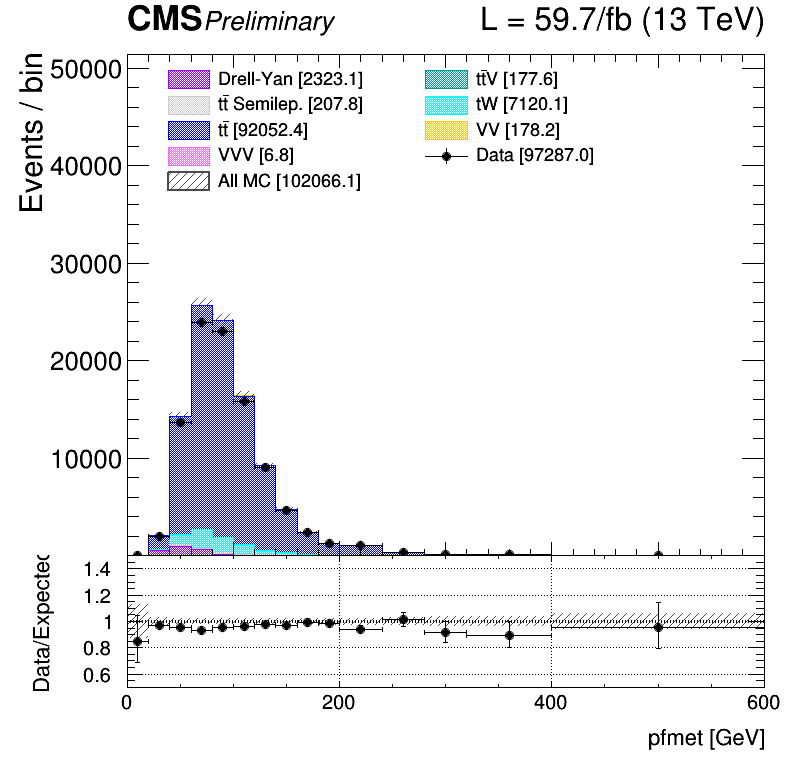 CMS Preliminary L = 59.7/fb (13 TeV)
Events / bin
50000
40000
30000
20000
10000
Drell-Yan [2323.1]
tt̄ Semilep. [207.8]
tt̄ [92052.4]
VVV [6.8]
All MC [102066.1]
tt̄V [177.6]
tW [7120.1]
VV [178.2]
Data [97287.0]
Data/Expected
1.4
1.2
1
0.8
0.6
0 200 400 600
pfmet [GeV]